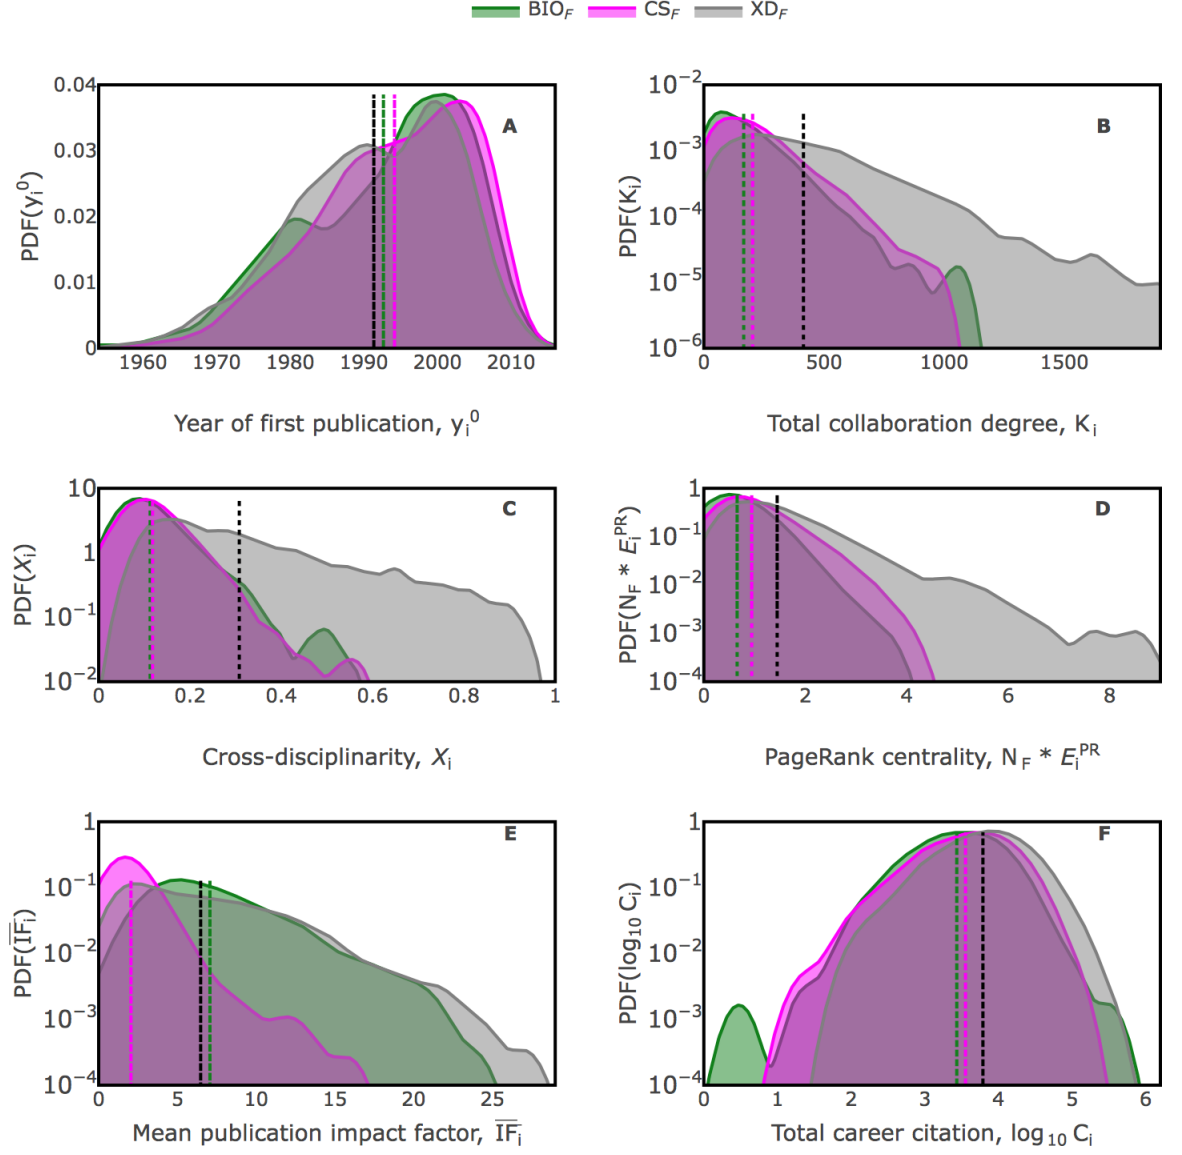 BIO_F CS_F XD_F
A
PDF(y_i^0)
0.04
0.03
0.02
0.01
0
1960 1970 1980 1990 2000 2010
Year of first publication, y_i^0
B
PDF(K_i)
10^-2
10^-3
10^-4
10^-5
10^-6
0 500 1000 1500
Total collaboration degree, K_i
C
PDF(X_i)
10
1
10^-1
10^-2
0 0.2 0.4 0.6 0.8 1
Cross-disciplinarity, X_i
D
PDF(N_F * E_i^PR)
1
10^-1
10^-2
10^-3
10^-4
0 2 4 6 8
PageRank centrality, N_F * E_i^PR
E
PDF(I̅F̅_i)
1
10^-1
10^-2
10^-3
10^-4
0 5 10 15 20 25
Mean publication impact factor, I̅F̅_i
F
PDF(log_10 C_i)
1
10^-1
10^-2
10^-3
10^-4
0 1 2 3 4 5 6
Total career citation, log_10 C_i